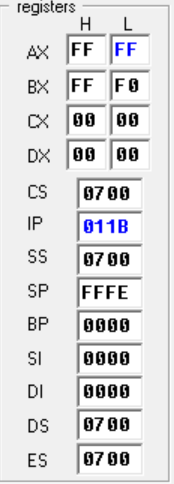 registers
H L
AX FF FF
BX FF F0
CX 00 00
DX 00 00
CS 0700
IP 011B
SS 0700
SP FFFE
BP 0000
SI 0000
DI 0000
DS 0700
ES 0700